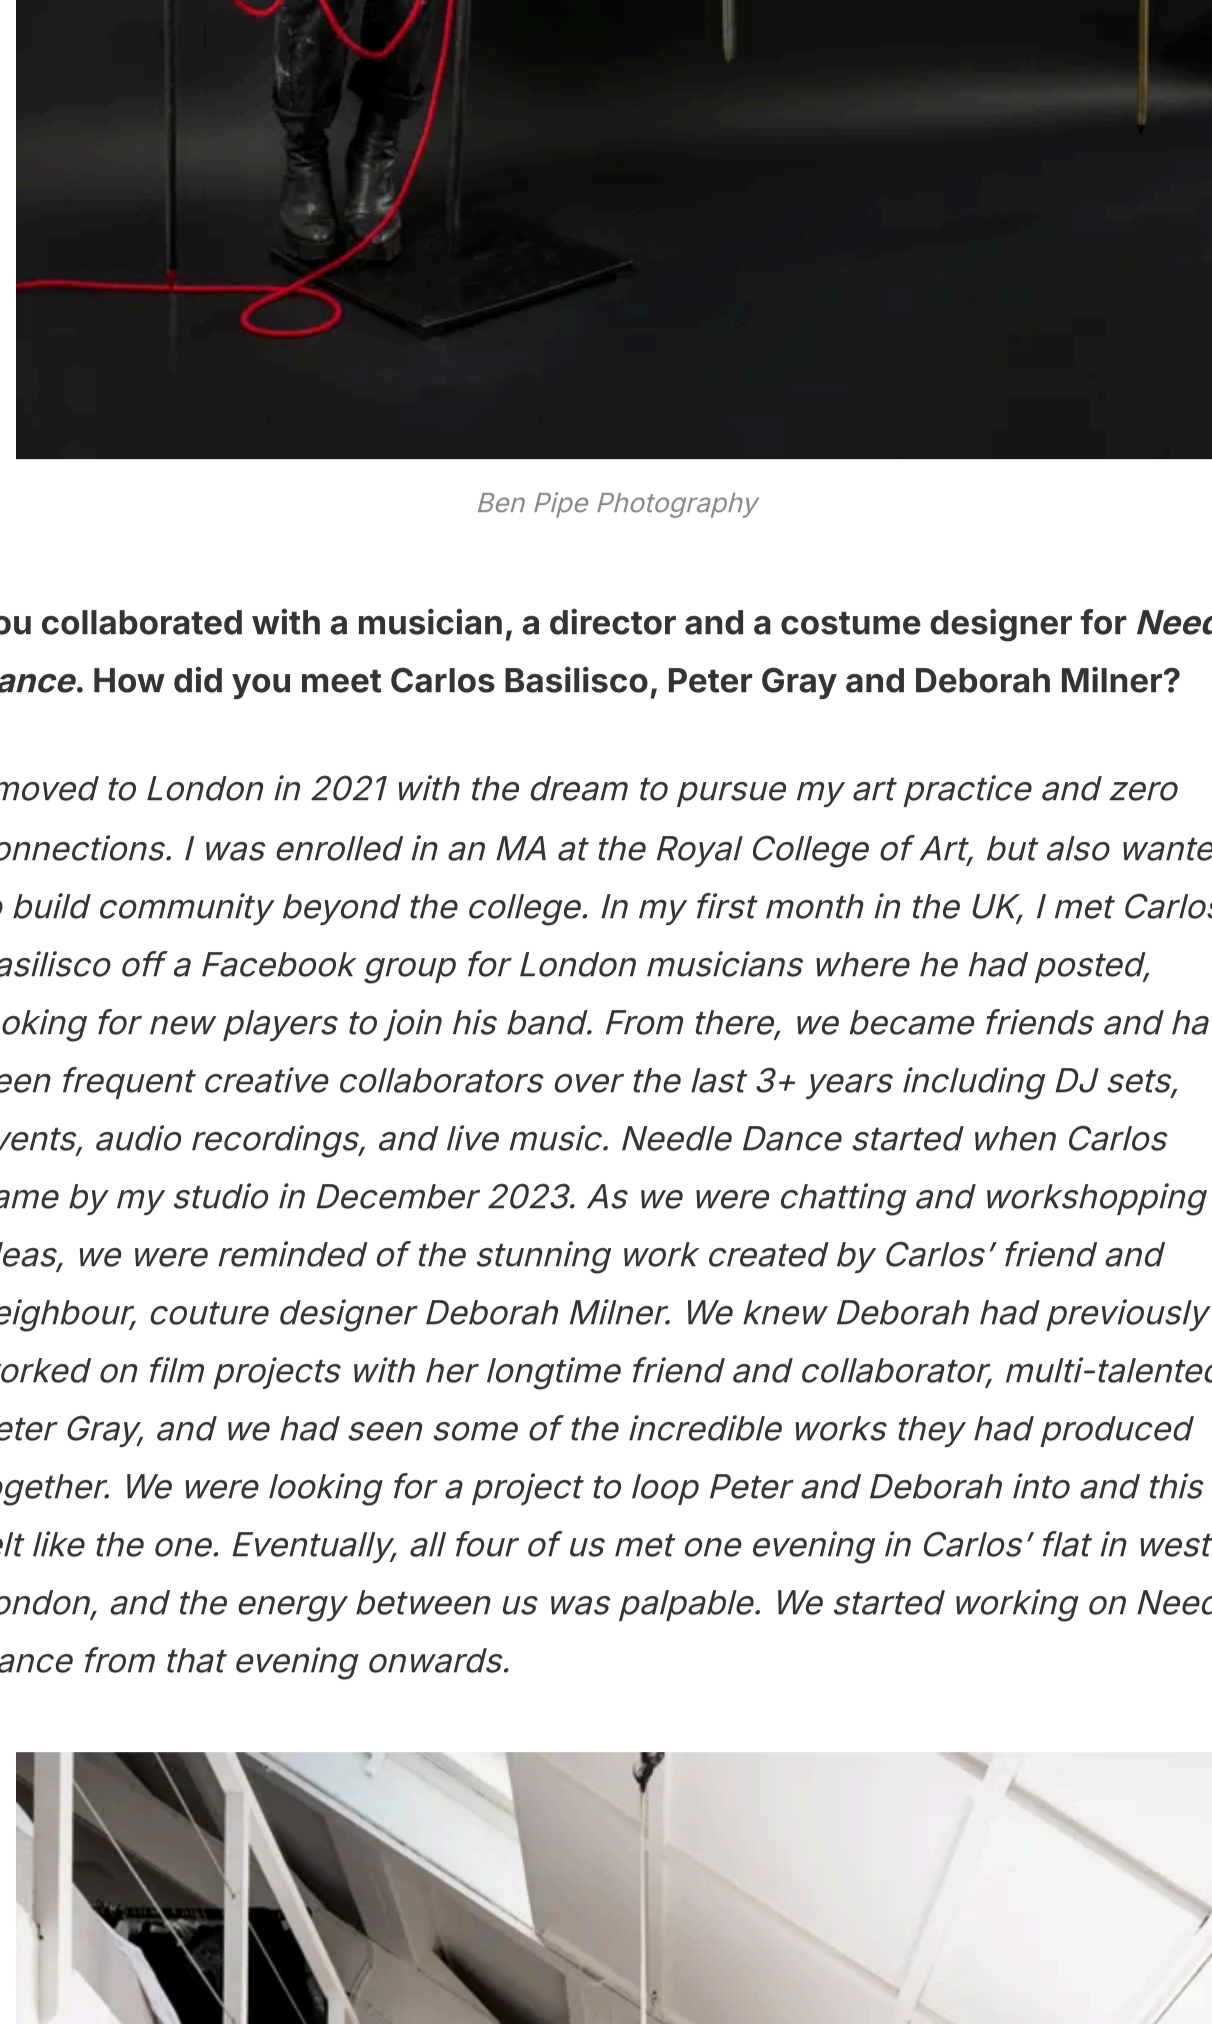 Ben Pipe Photography
ou collaborated with a musician, a director and a costume designer for Need
ance. How did you meet Carlos Basilisco, Peter Gray and Deborah Milner?
moved to London in 2021 with the dream to pursue my art practice and zero
onnections. I was enrolled in an MA at the Royal College of Art, but also wante
o build community beyond the college. In my first month in the UK, I met Carlos
asilisco off a Facebook group for London musicians where he had posted,
oking for new players to join his band. From there, we became friends and ha
een frequent creative collaborators over the last 3+ years including DJ sets,
vents, audio recordings, and live music. Needle Dance started when Carlos
ame by my studio in December 2023. As we were chatting and workshopping
leas, we were reminded of the stunning work created by Carlos’ friend and
eighbour, couture designer Deborah Milner. We knew Deborah had previously
orked on film projects with her longtime friend and collaborator, multi-talented
eter Gray, and we had seen some of the incredible works they had produced
ogether. We were looking for a project to loop Peter and Deborah into and this
elt like the one. Eventually, all four of us met one evening in Carlos’ flat in west
ondon, and the energy between us was palpable. We started working on Need
ance from that evening onwards.